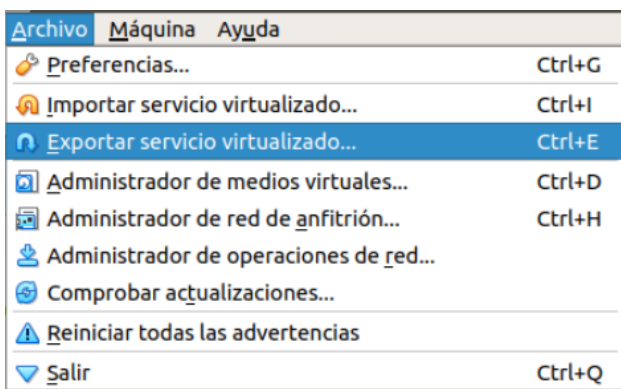 Archivo Máquina Ayuda
Preferencias... Ctrl+G
Importar servicio virtualizado... Ctrl+I
Exportar servicio virtualizado... Ctrl+E
Administrador de medios virtuales... Ctrl+D
Administrador de red de anfitrión... Ctrl+H
Administrador de operaciones de red...
Comprobar actualizaciones...
Reiniciar todas las advertencias
Salir Ctrl+Q